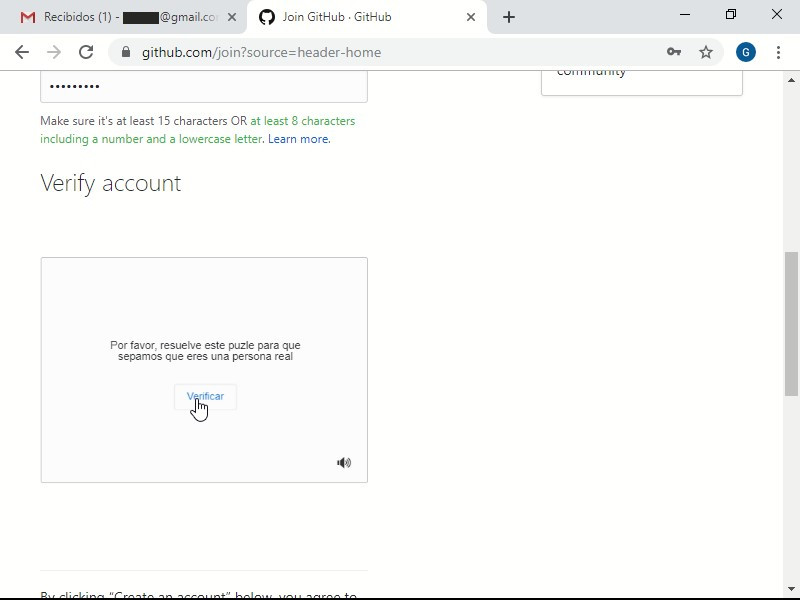 Recibidos (1) - @gmail.co
Join GitHub · GitHub
github.com/join?source=header-home
G
community
•••••••••
Make sure it's at least 15 characters OR at least 8 characters
including a number and a lowercase letter. Learn more.
Verify account
Por favor, resuelve este puzle para que
sepamos que eres una persona real
Verificar
By clicking “Create an account” below, you agree to